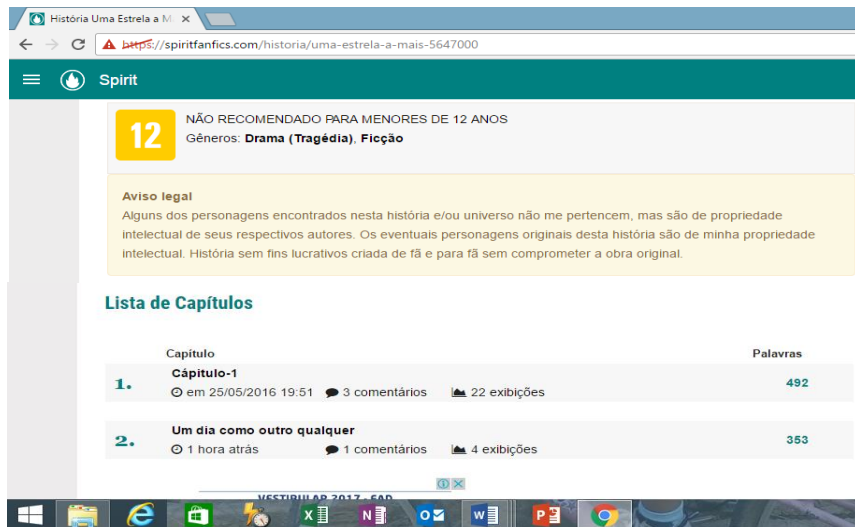 História Uma Estrela a M
https://spiritfanfics.com/historia/uma-estrela-a-mais-5647000
Spirit
12
NÃO RECOMENDADO PARA MENORES DE 12 ANOS
Gêneros: Drama (Tragédia), Ficção
Aviso legal
Alguns dos personagens encontrados nesta história e/ou universo não me pertencem, mas são de propriedade
intelectual de seus respectivos autores. Os eventuais personagens originais desta história são de minha propriedade
intelectual. História sem fins lucrativos criada de fã e para fã sem comprometer a obra original.
Lista de Capítulos
Capítulo Palavras
Cápitulo-1
1. em 25/05/2016 19:51 3 comentários 22 exibições 492
Um dia como outro qualquer
2. 1 hora atrás 1 comentários 4 exibições 353
VESTIBULAR 2017 - EAD